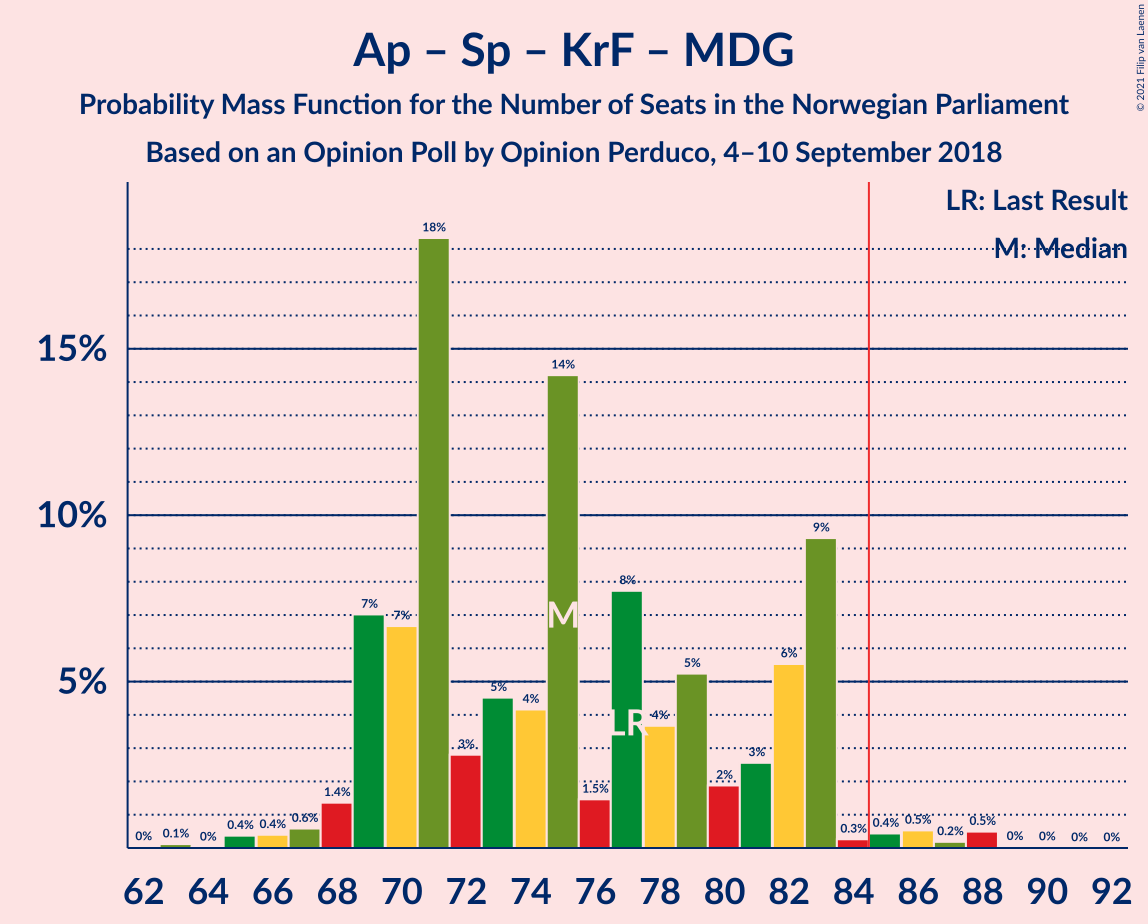 Ap – Sp – KrF – MDG
Probability Mass Function for the Number of Seats in the Norwegian Parliament
Based on an Opinion Poll by Opinion Perduco, 4–10 September 2018
© 2021 Filip van Laenen
LR: Last Result
M: Median
15%
10%
5%
0% 0.1% 0% 0.4% 0.4% 0.6% 1.4% 7% 7% 18% 3% 5% 4% 14% 1.5% 8% 4% 5% 2% 3% 6% 9% 0.3% 0.4% 0.5% 0.2% 0.5% 0% 0% 0% 0%
M
LR
62 64 66 68 70 72 74 76 78 80 82 84 86 88 90 92